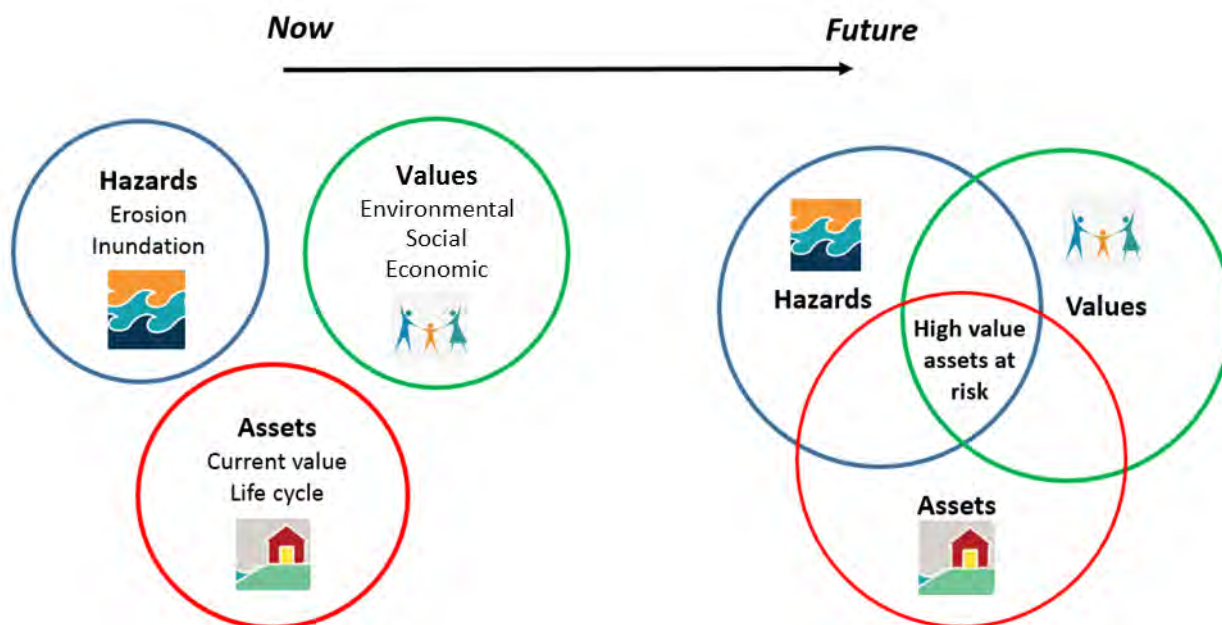 Now
Future
Hazards
Erosion
Inundation
Values
Environmental
Social
Economic
Assets
Current value
Life cycle
Hazards
Values
High value
assets at
risk
Assets